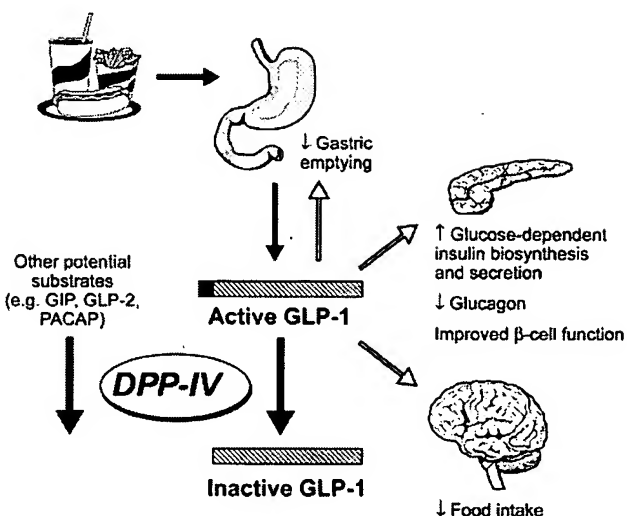 ↓ Gastric
emptying
Other potential
substrates
(e.g. GIP, GLP-2,
PACAP)
Active GLP-1
↑ Glucose-dependent
insulin biosynthesis
and secretion
↓ Glucagon
Improved β-cell function
DPP-IV
Inactive GLP-1
↓ Food intake